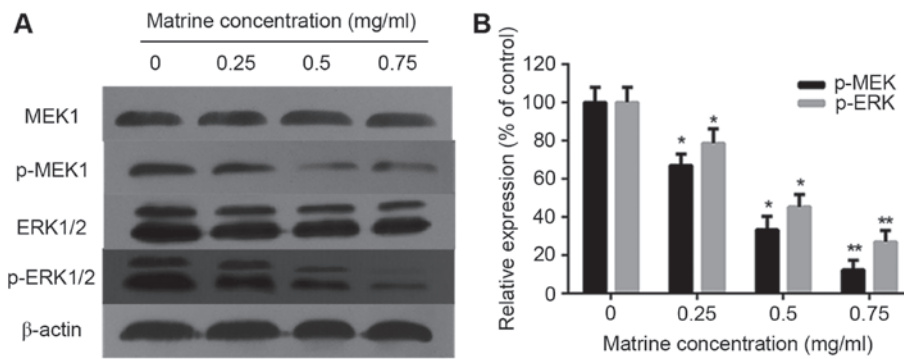 A
Matrine concentration (mg/ml)
0 0.25 0.5 0.75
MEK1
p-MEK1
ERK1/2
p-ERK1/2
β-actin
B
Relative expression (% of control)
120
100
80
60
40
20
0
p-MEK
p-ERK
* *
* *
** **
0 0.25 0.5 0.75
Matrine concentration (mg/ml)